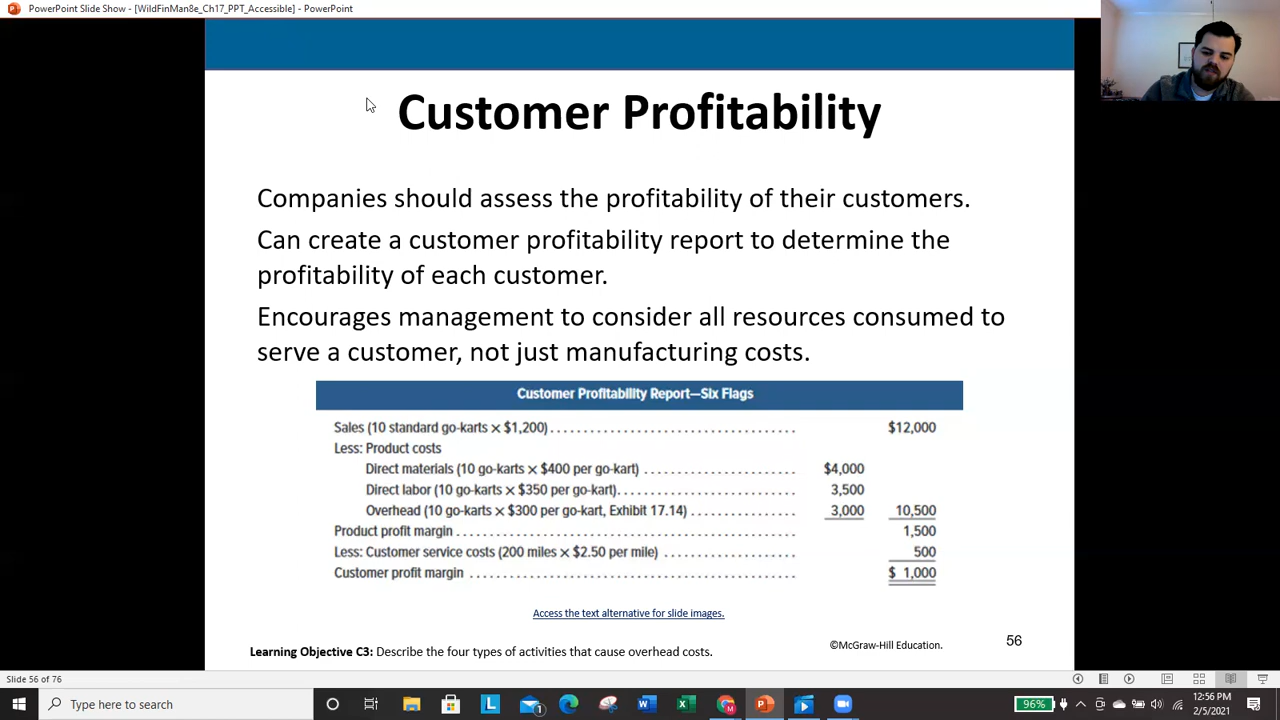 PowerPoint Slide Show - [WildFinMan8e_Ch17_PPT_Accessible] - PowerPoint
Customer Profitability
Companies should assess the profitability of their customers.
Can create a customer profitability report to determine the
profitability of each customer.
Encourages management to consider all resources consumed to
serve a customer, not just manufacturing costs.
Customer Profitability Report—Six Flags
Sales (10 standard go-karts × $1,200) $12,000
Less: Product costs
Direct materials (10 go-karts × $400 per go-kart) $4,000
Direct labor (10 go-karts × $350 per go-kart) 3,500
Overhead (10 go-karts × $300 per go-kart, Exhibit 17.14) 3,000 10,500
Product profit margin 1,500
Less: Customer service costs (200 miles × $2.50 per mile) 500
Customer profit margin $ 1,000
Access the text alternative for slide images.
Learning Objective C3: Describe the four types of activities that cause overhead costs.
©McGraw-Hill Education.
56
Slide 56 of 76
Type here to search
96%
12:56 PM
2/5/2021